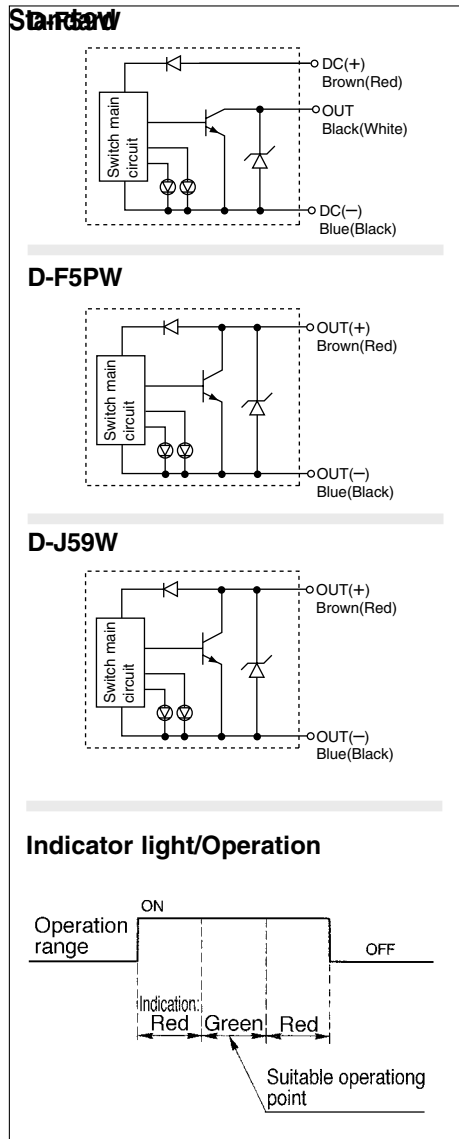 Standard
D-F59W
DC(+)
Brown(Red)
OUT
Black(White)
Switch main
circuit
DC(−)
Blue(Black)
D-F5PW
OUT(+)
Brown(Red)
Switch main
circuit
OUT(−)
Blue(Black)
D-J59W
OUT(+)
Brown(Red)
Switch main
circuit
OUT(−)
Blue(Black)
Indicator light/Operation
ON
Operation
range
OFF
Indication:
Red Green Red
Suitable operationg
point